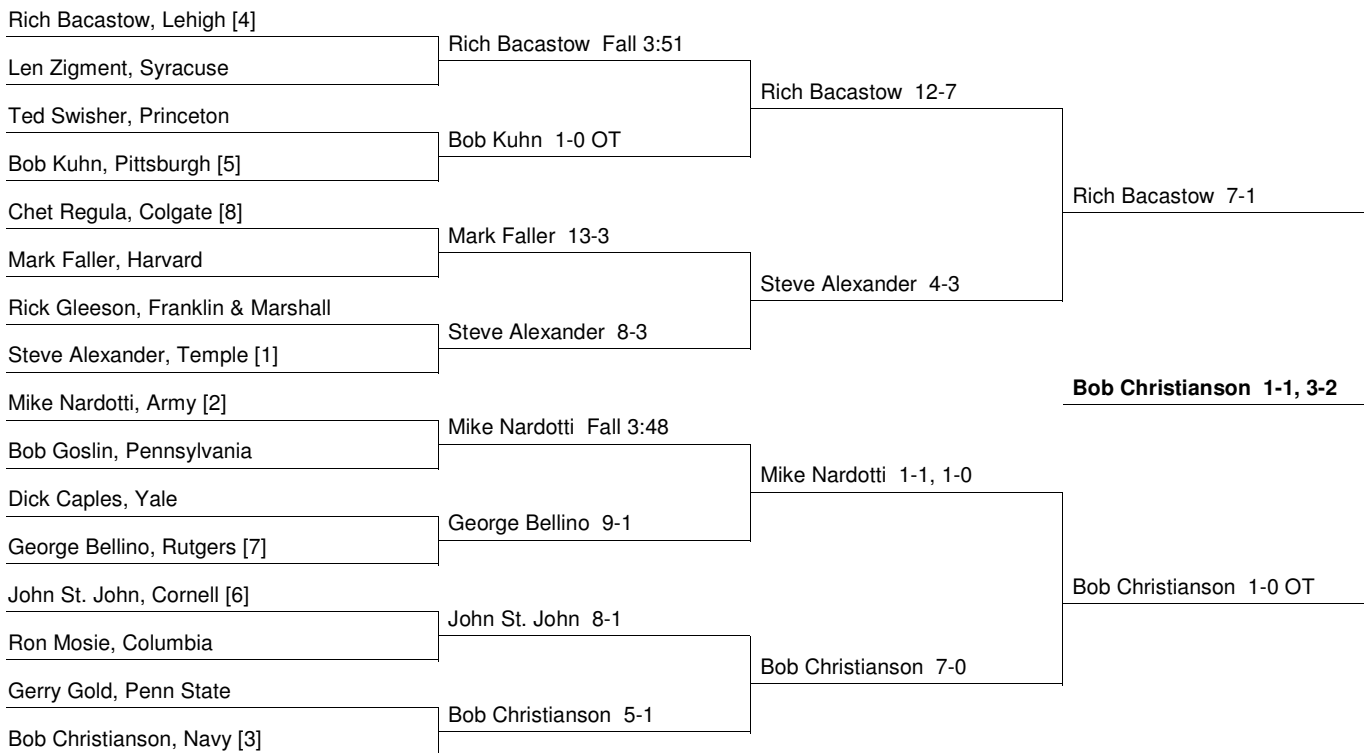 Rich Bacastow, Lehigh [4]
Len Zigment, Syracuse
Ted Swisher, Princeton
Bob Kuhn, Pittsburgh [5]
Chet Regula, Colgate [8]
Mark Faller, Harvard
Rick Gleeson, Franklin & Marshall
Steve Alexander, Temple [1]
Mike Nardotti, Army [2]
Bob Goslin, Pennsylvania
Dick Caples, Yale
George Bellino, Rutgers [7]
John St. John, Cornell [6]
Ron Mosie, Columbia
Gerry Gold, Penn State
Bob Christianson, Navy [3]
Rich Bacastow Fall 3:51
Bob Kuhn 1-0 OT
Mark Faller 13-3
Steve Alexander 8-3
Mike Nardotti Fall 3:48
George Bellino 9-1
John St. John 8-1
Bob Christianson 5-1
Rich Bacastow 12-7
Steve Alexander 4-3
Mike Nardotti 1-1, 1-0
Bob Christianson 7-0
Rich Bacastow 7-1
Bob Christianson 1-0 OT
Bob Christianson 1-1, 3-2